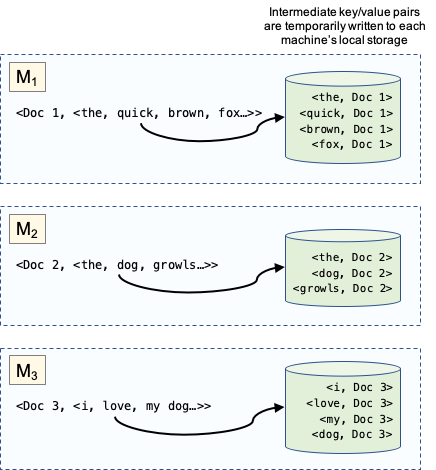 Intermediate key/value pairs
are temporarily written to each
machine's local storage
M1
<Doc 1, <the, quick, brown, fox…>>
<the, Doc 1>
<quick, Doc 1>
<brown, Doc 1>
<fox, Doc 1>
M2
<Doc 2, <the, dog, growls…>>
<the, Doc 2>
<dog, Doc 2>
<growls, Doc 2>
M3
<Doc 3, <i, love, my dog…>>
<i, Doc 3>
<love, Doc 3>
<my, Doc 3>
<dog, Doc 3>